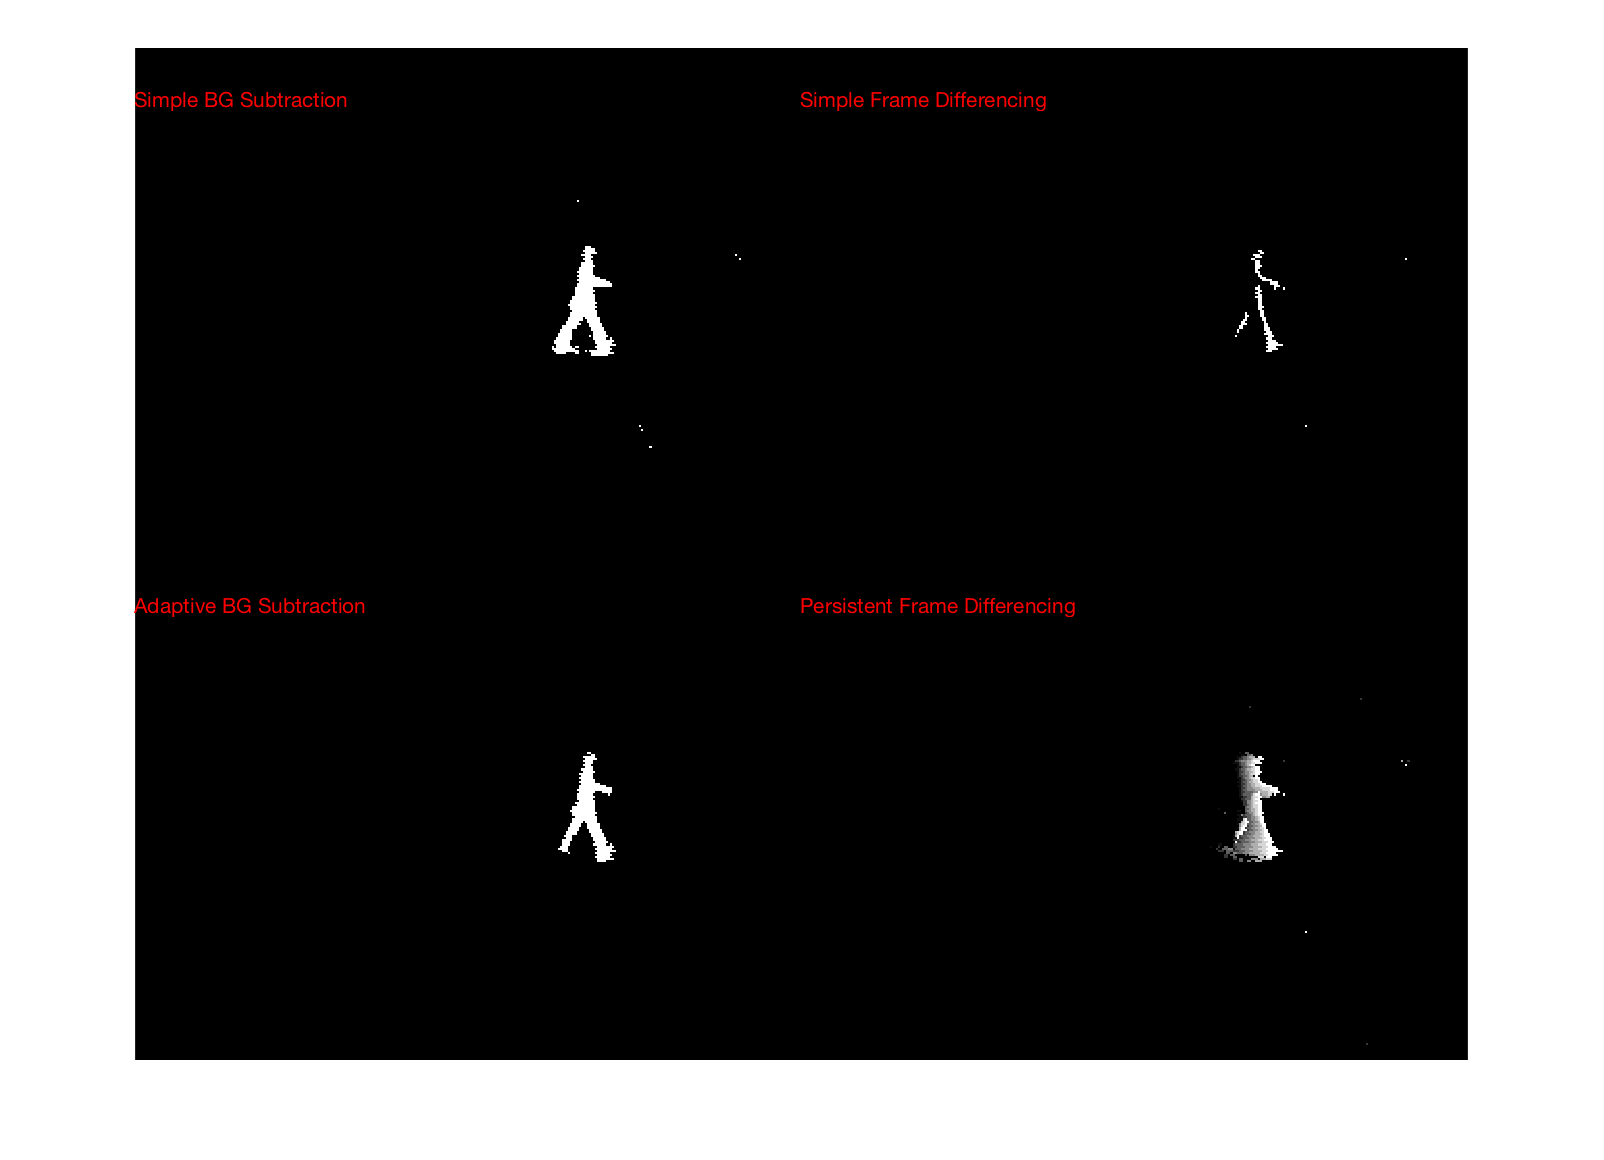 Simple BG Subtraction
Simple Frame Differencing
Adaptive BG Subtraction
Persistent Frame Differencing